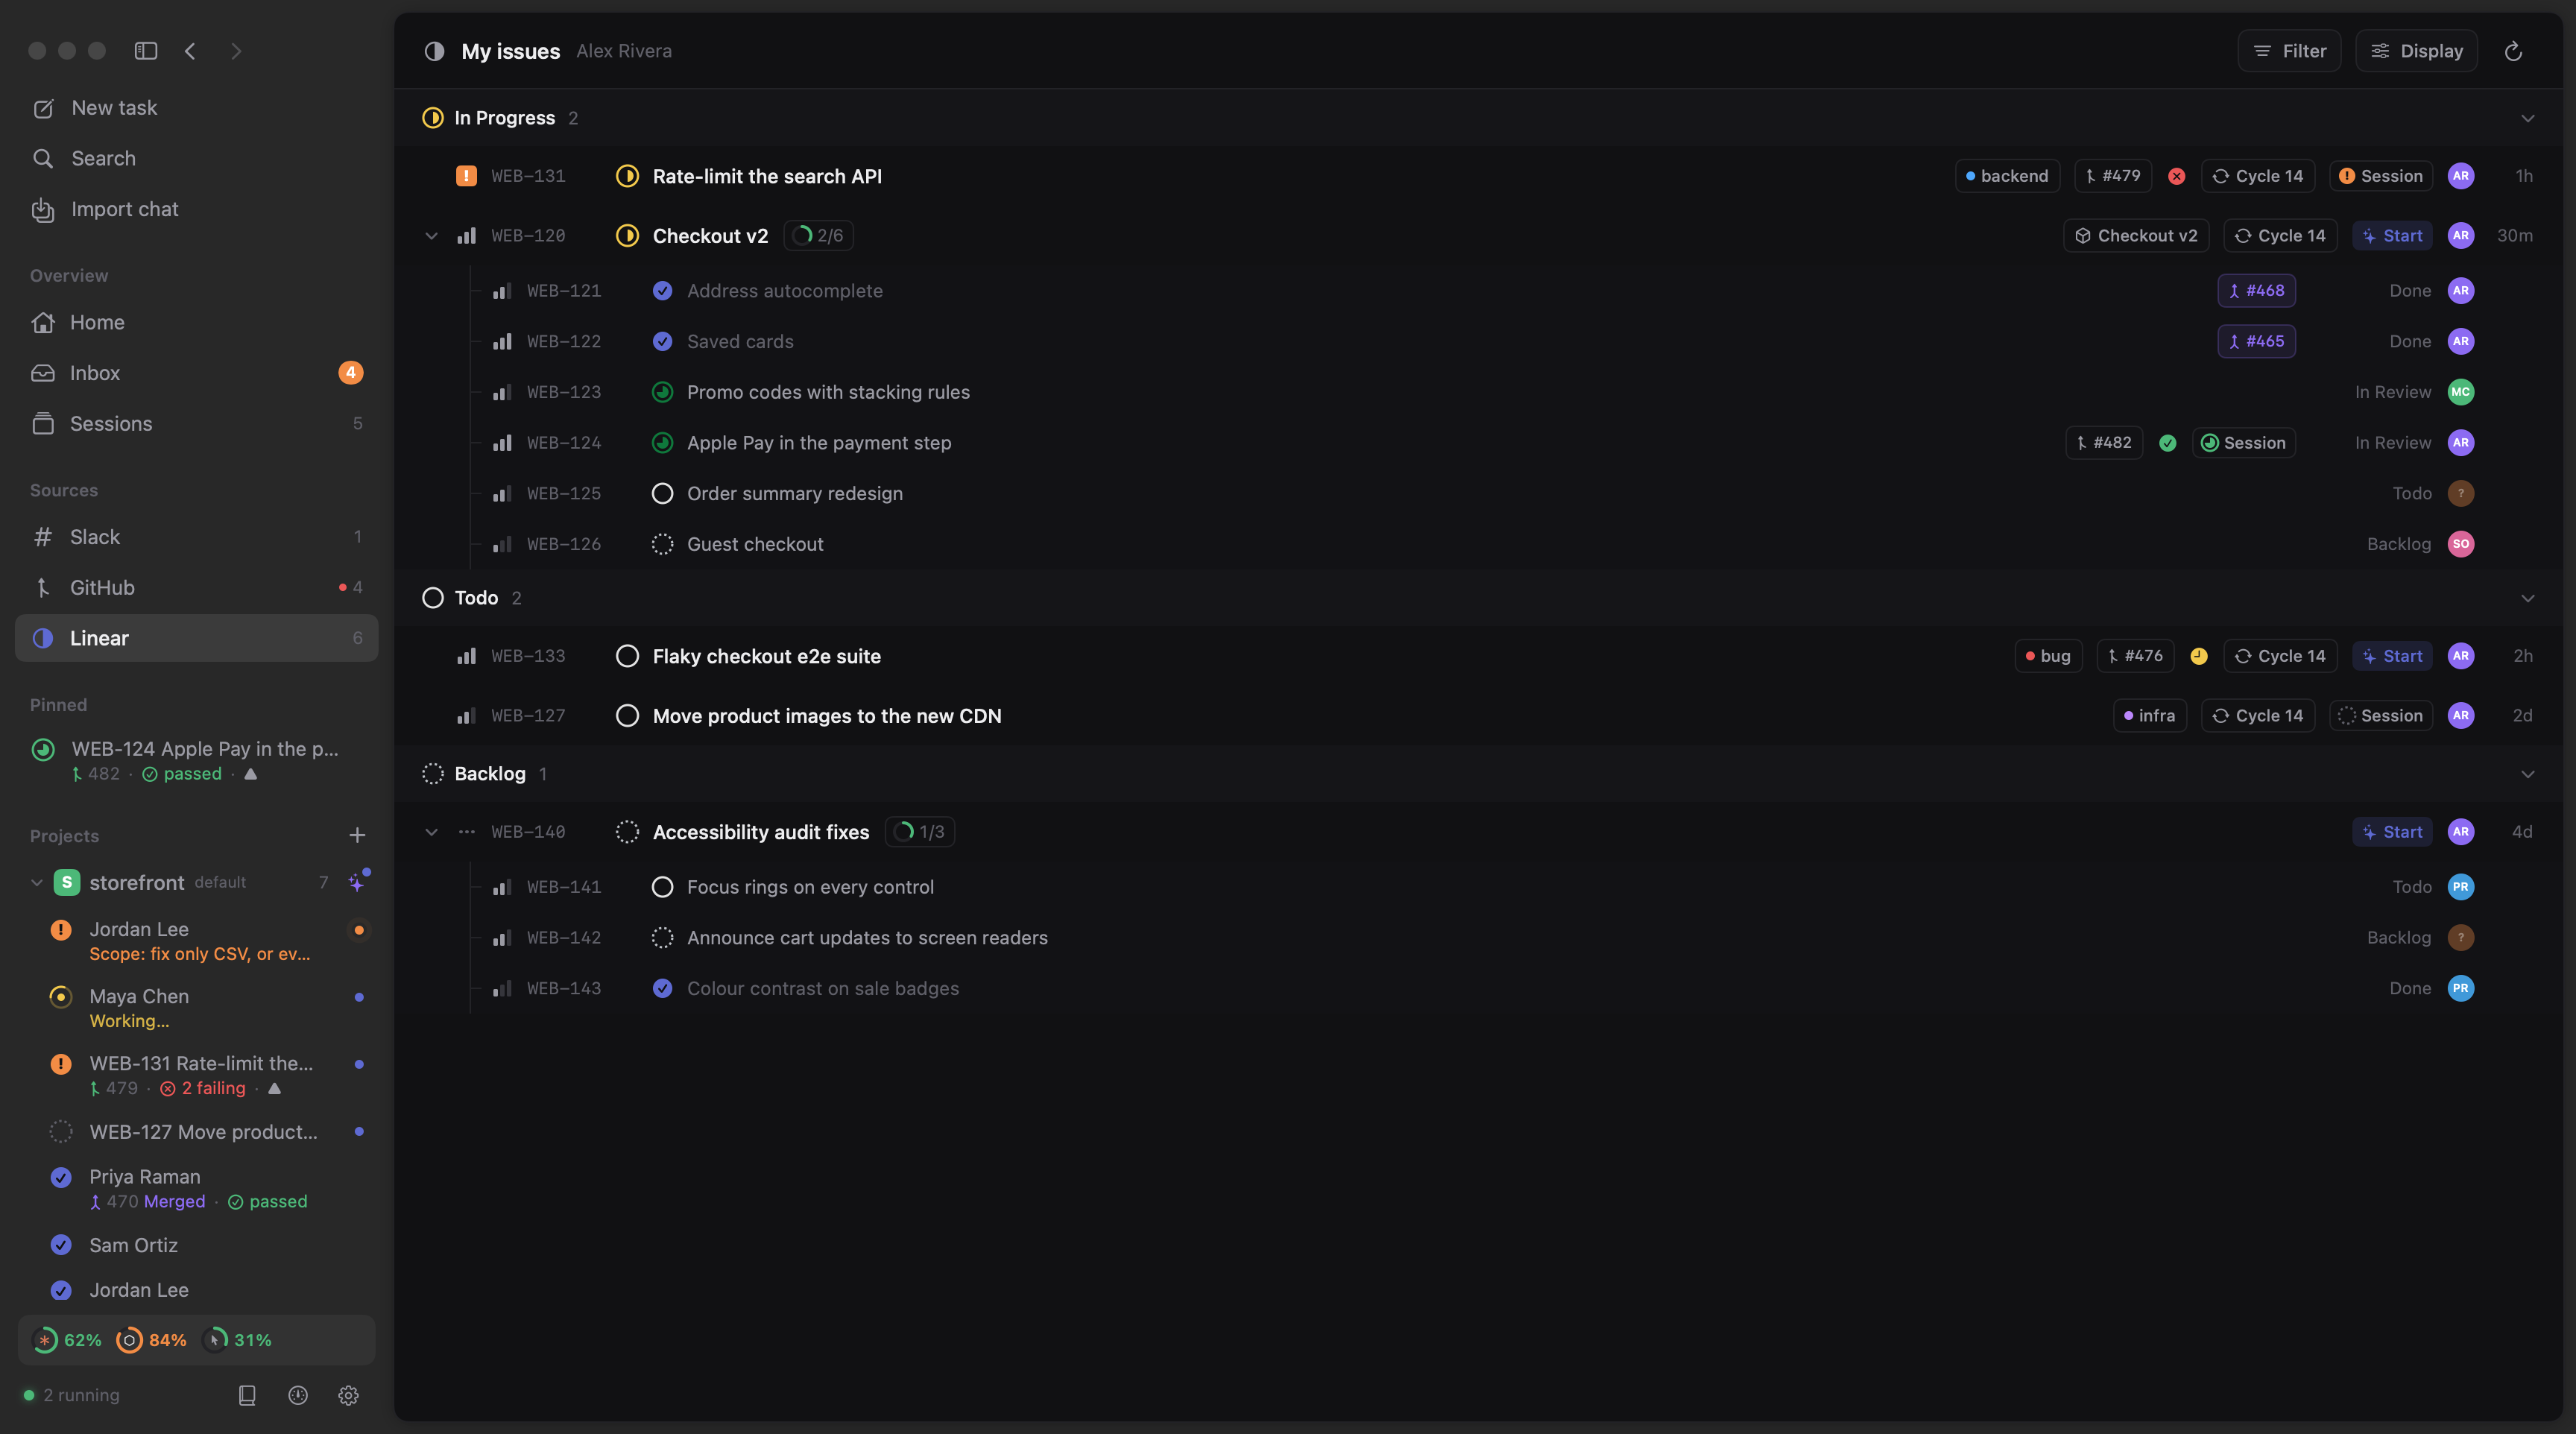 My issues Alex Rivera
Filter Display
New task
Search
Import chat
Overview
Home
Inbox 4
Sessions 5
Sources
Slack 1
GitHub 4
Linear 6
Pinned
WEB-124 Apple Pay in the p...
482 · passed ·
Projects
S storefront default 7
Jordan Lee
Scope: fix only CSV, or ev...
Maya Chen
Working...
WEB-131 Rate-limit the...
479 · 2 failing ·
WEB-127 Move product...
Priya Raman
470 Merged · passed
Sam Ortiz
Jordan Lee
62% 84% 31%
2 running
In Progress 2
! WEB-131 Rate-limit the search API backend #479 Cycle 14 ! Session AR 1h
WEB-120 Checkout v2 2/6 Checkout v2 Cycle 14 Start AR 30m
WEB-121 Address autocomplete #468 Done AR
WEB-122 Saved cards #465 Done AR
WEB-123 Promo codes with stacking rules In Review MC
WEB-124 Apple Pay in the payment step #482 Session In Review AR
WEB-125 Order summary redesign Todo ?
WEB-126 Guest checkout Backlog SO
Todo 2
WEB-133 Flaky checkout e2e suite bug #476 Cycle 14 Start AR 2h
WEB-127 Move product images to the new CDN infra Cycle 14 Session AR 2d
Backlog 1
WEB-140 Accessibility audit fixes 1/3 Start AR 4d
WEB-141 Focus rings on every control Todo PR
WEB-142 Announce cart updates to screen readers Backlog ?
WEB-143 Colour contrast on sale badges Done PR